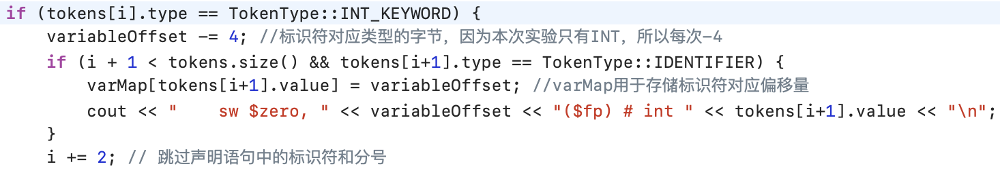 if (tokens[i].type == TokenType::INT_KEYWORD) {
    variableOffset -= 4; //标识符对应类型的字节，因为本次实验只有INT，所以每次-4
    if (i + 1 < tokens.size() && tokens[i+1].type == TokenType::IDENTIFIER) {
        varMap[tokens[i+1].value] = variableOffset; //varMap用于存储标识符对应偏移量
        cout << "    sw $zero, " << variableOffset << "($fp) # int " << tokens[i+1].value << "\n";
    }
    i += 2; // 跳过声明语句中的标识符和分号